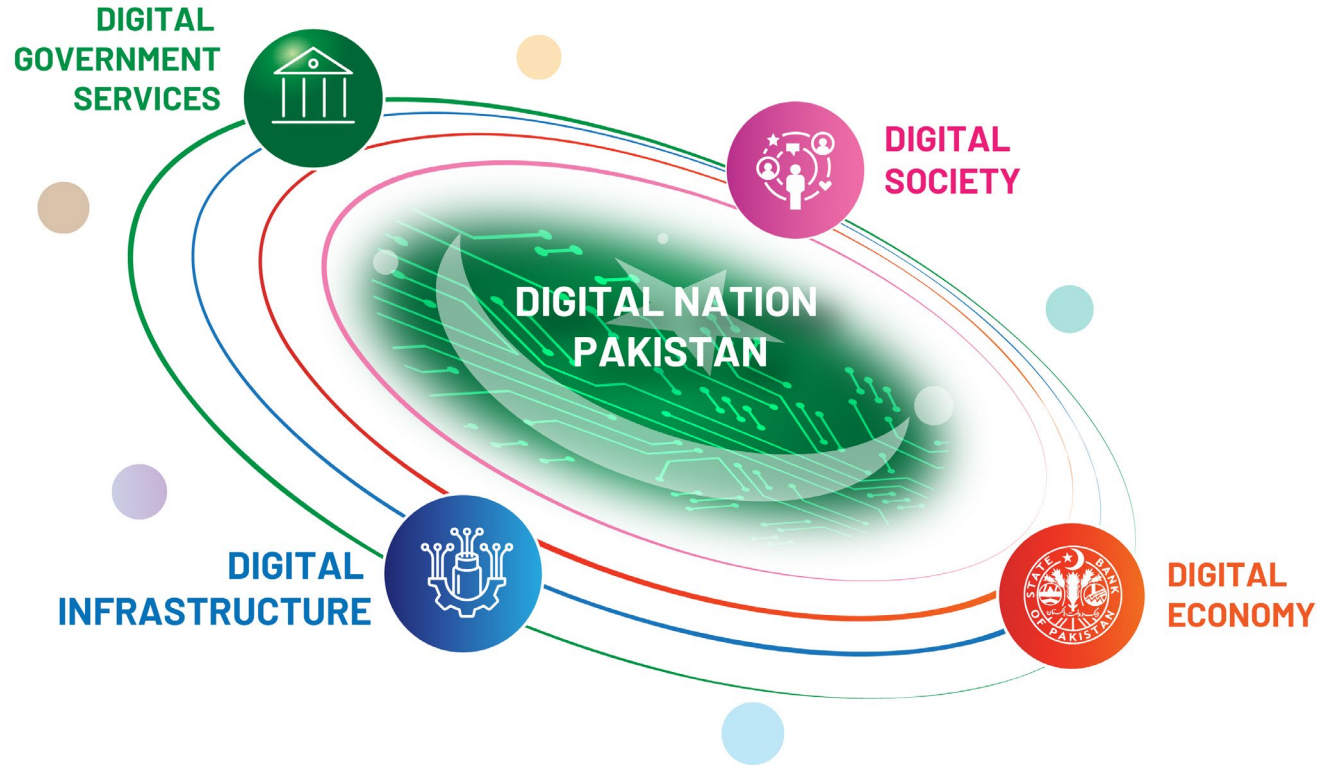 DIGITAL
GOVERNMENT
SERVICES
DIGITAL
SOCIETY
DIGITAL NATION
PAKISTAN
DIGITAL
INFRASTRUCTURE
DIGITAL
ECONOMY
STATE BANK
OF PAKISTAN